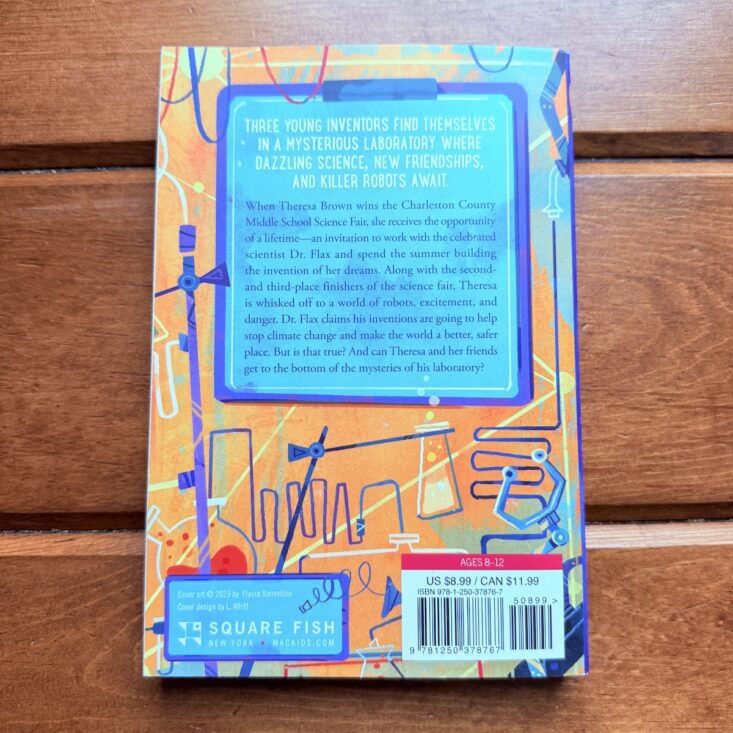 THREE YOUNG INVENTORS FIND THEMSELVES
IN A MYSTERIOUS LABORATORY WHERE
DAZZLING SCIENCE, NEW FRIENDSHIPS,
AND KILLER ROBOTS AWAIT.
When Theresa Brown wins the Charleston County
Middle School Science Fair, she receives the opportunity
of a lifetime—an invitation to work with the celebrated
scientist Dr. Flax and spend the summer building
the invention of her dreams. Along with the second-
and third-place finishers of the science fair, Theresa
is whisked off to a world of robots, excitement, and
danger. Dr. Flax claims his inventions are going to help
stop climate change and make the world a better, safer
place. But is that true? And can Theresa and her friends
get to the bottom of the mysteries of his laboratory?
Cover art © 2023 by Flavia Sorrentino
Cover design by L. Whitt
SQUARE FISH
NEW YORK • MACKIDS.COM
AGES 8–12
US $8.99 / CAN $11.99
ISBN 978-1-250-37876-7
50899>
9 781250 378767